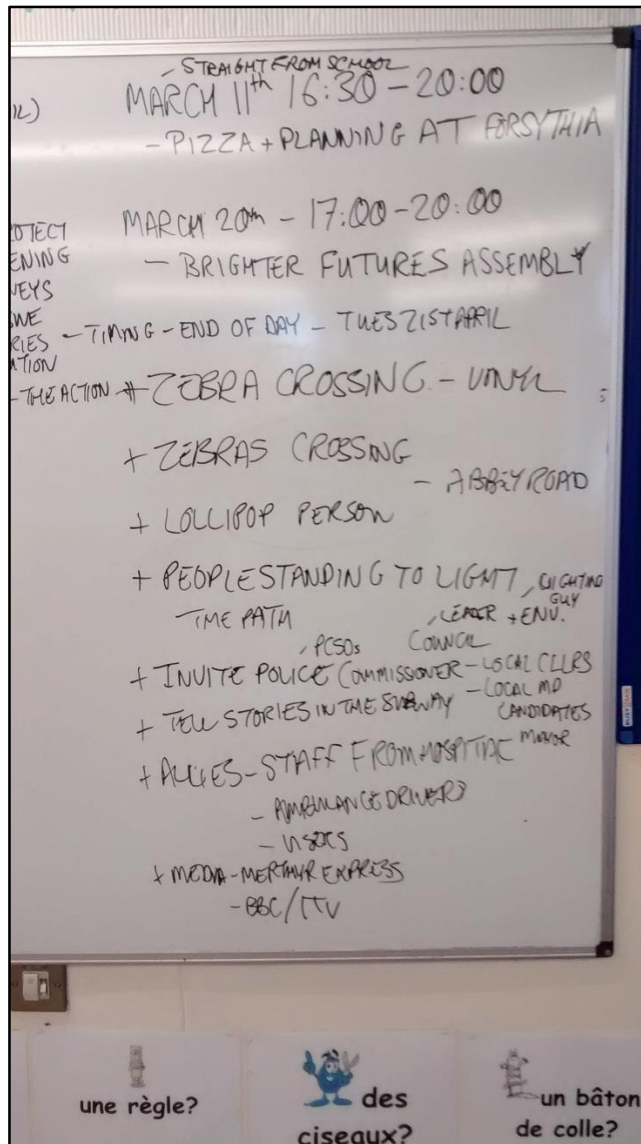 - STRAIGHT FROM SCHOOL
MARCH 11th 16:30 - 20:00
- PIZZA + PLANNING AT FORSYTHIA
MARCH 20th - 17:00-20:00
- BRIGHTER FUTURES ASSEMBLY
- TIMING - END OF DAY - TUES 21ST APRIL
- THE ACTION # ZEBRA CROSSING - VINYL
+ ZEBRAS CROSSING
- ABBEY ROAD
+ LOLLIPOP PERSON
+ PEOPLE STANDING TO LIGHT , LIGHTING GUY
THE PATH
, LEADER + ENV.
, PCSOs COUNCIL
+ INVITE POLICE COMMISSIONER - LOCAL CLLRS
+ TELL STORIES IN THE SUBWAY - LOCAL MP
CANDIDATES
+ ALLIES - STAFF FROM HOSPITAL MAYOR
- AMBULANCE DRIVERS
+ MEDIA - MERTHYR EXPRESS
- BBC/ITV
une règle?
des
ciseaux?
un bâton
de colle?